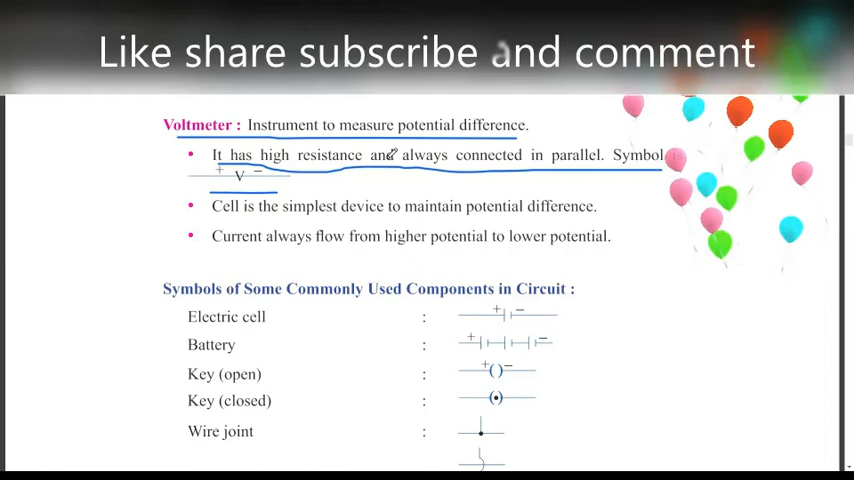 Like share subscribe and comment
Voltmeter : Instrument to measure potential difference.
• It has high resistance and always connected in parallel. Symbol
+ V −
• Cell is the simplest device to maintain potential difference.
• Current always flow from higher potential to lower potential.
Symbols of Some Commonly Used Components in Circuit :
Electric cell : + −
Battery : + −
Key (open) : + ( ) −
Key (closed) : (•)
Wire joint :